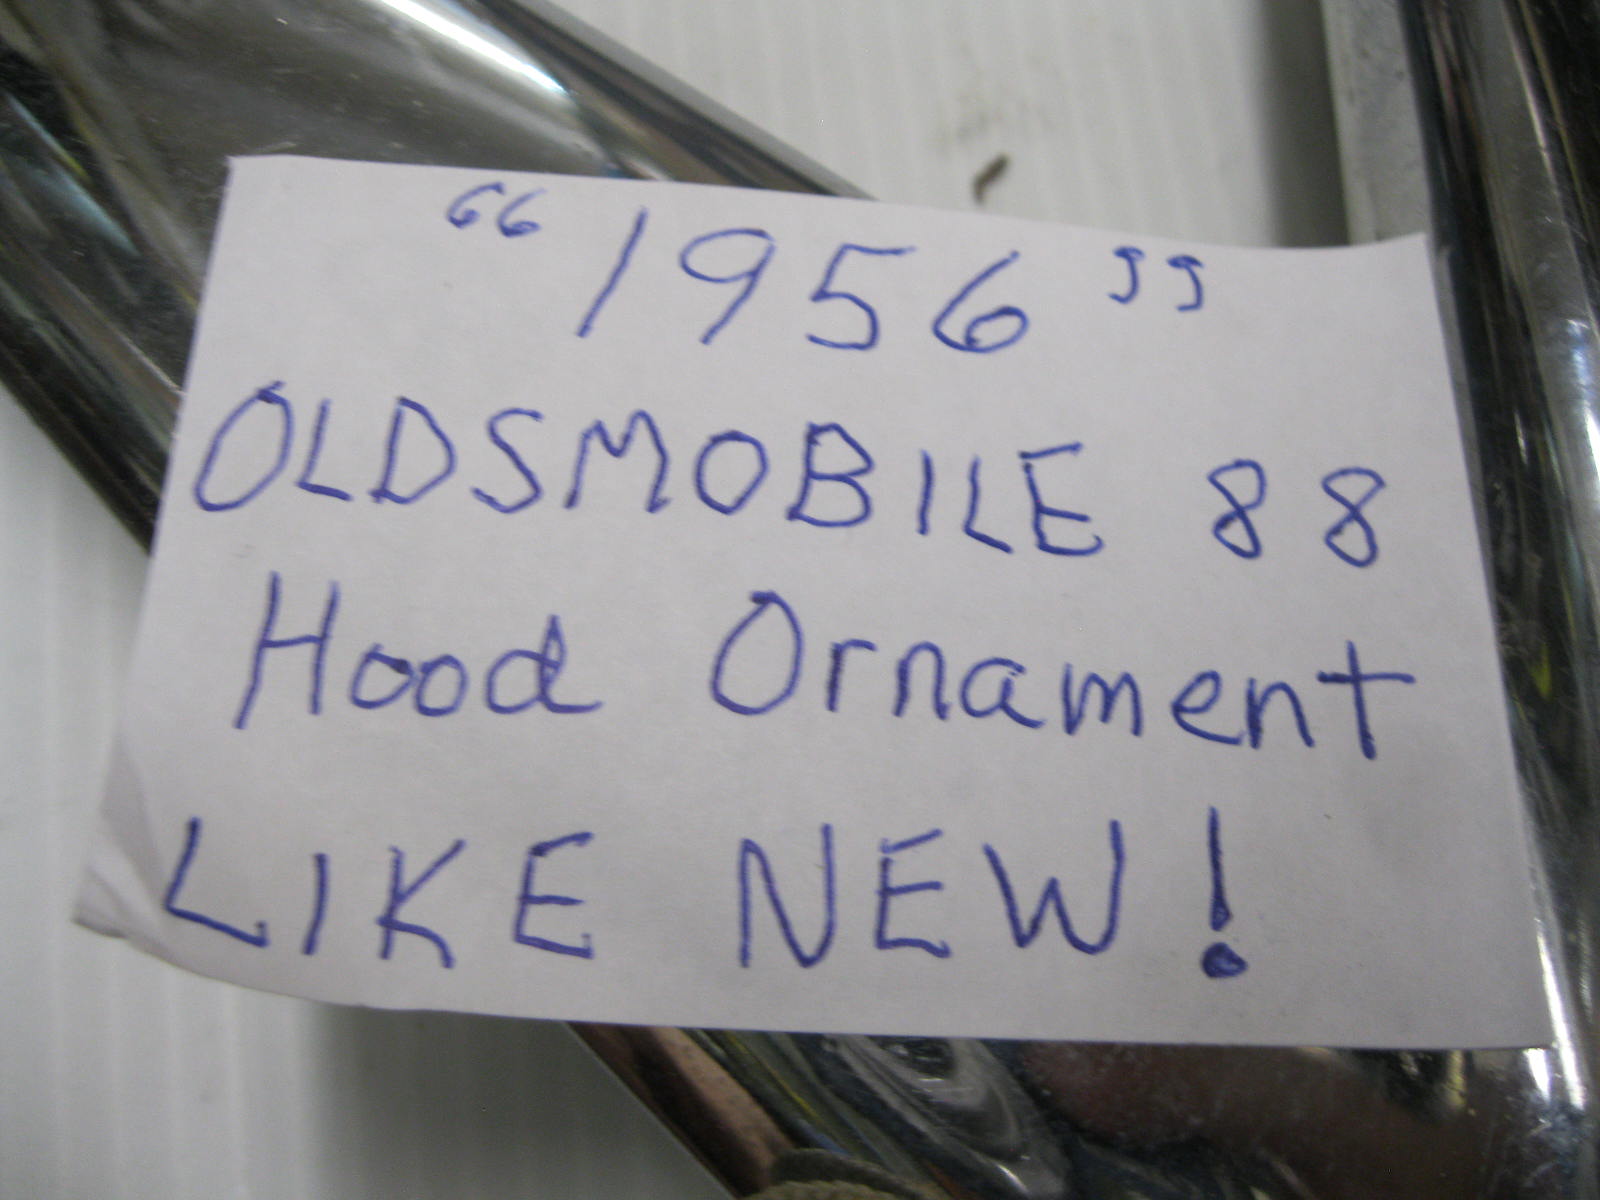 “1956”
OLDSMOBILE 88
Hood Ornament
LIKE NEW!